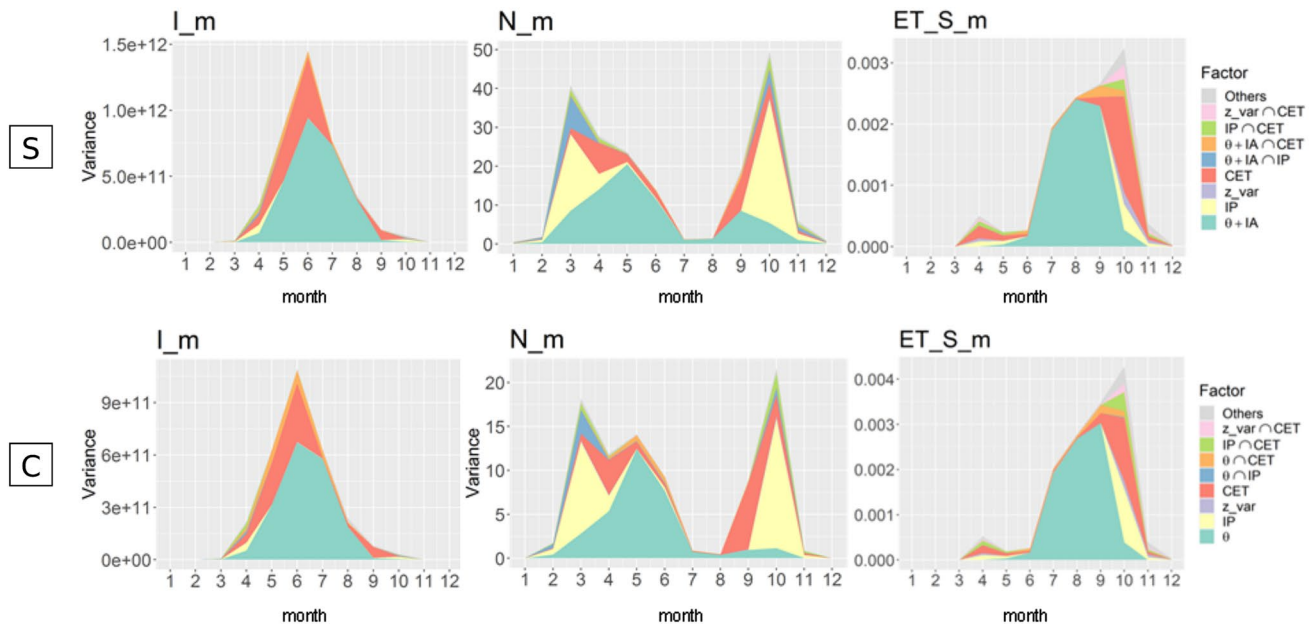 I_m
N_m
ET_S_m
S
Variance
1.5e+12
1.0e+12
5.0e+11
0.0e+00
1 2 3 4 5 6 7 8 9 10 11 12
month
50
40
30
20
10
0
1 2 3 4 5 6 7 8 9 10 11 12
month
0.003
0.002
0.001
0.000
1 2 3 4 5 6 7 8 9 10 11 12
month
Factor
Others
z_var ∩ CET
IP ∩ CET
θ + IA ∩ CET
θ + IA ∩ IP
CET
z_var
IP
θ + IA
I_m
N_m
ET_S_m
C
Variance
9e+11
6e+11
3e+11
0e+00
1 2 3 4 5 6 7 8 9 10 11 12
month
Variance
20
15
10
5
0
1 2 3 4 5 6 7 8 9 10 11 12
month
0.004
0.003
0.002
0.001
0.000
1 2 3 4 5 6 7 8 9 10 11 12
month
Factor
Others
z_var ∩ CET
IP ∩ CET
θ ∩ CET
θ ∩ IP
CET
z_var
IP
θ